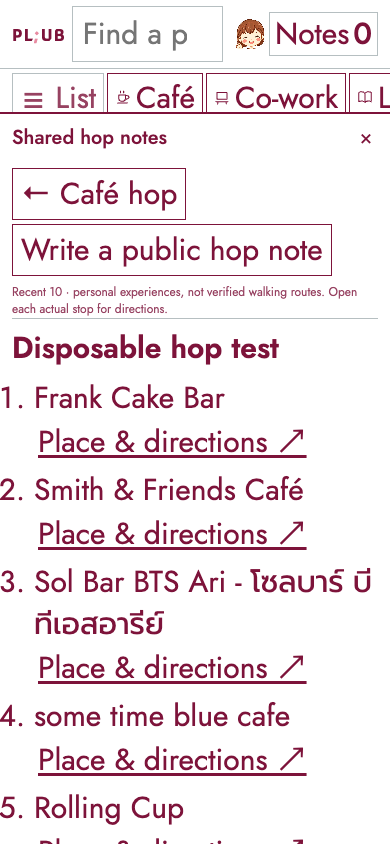 PL;UB Find a p Notes 0
List Café Co-work L
Shared hop notes ×
← Café hop
Write a public hop note
Recent 10 · personal experiences, not verified walking routes. Open
each actual stop for directions.
Disposable hop test
1. Frank Cake Bar
Place & directions ↗
2. Smith & Friends Café
Place & directions ↗
3. Sol Bar BTS Ari - โซลบาร์ บี
ทีเอสอารีย์
Place & directions ↗
4. some time blue cafe
Place & directions ↗
5. Rolling Cup